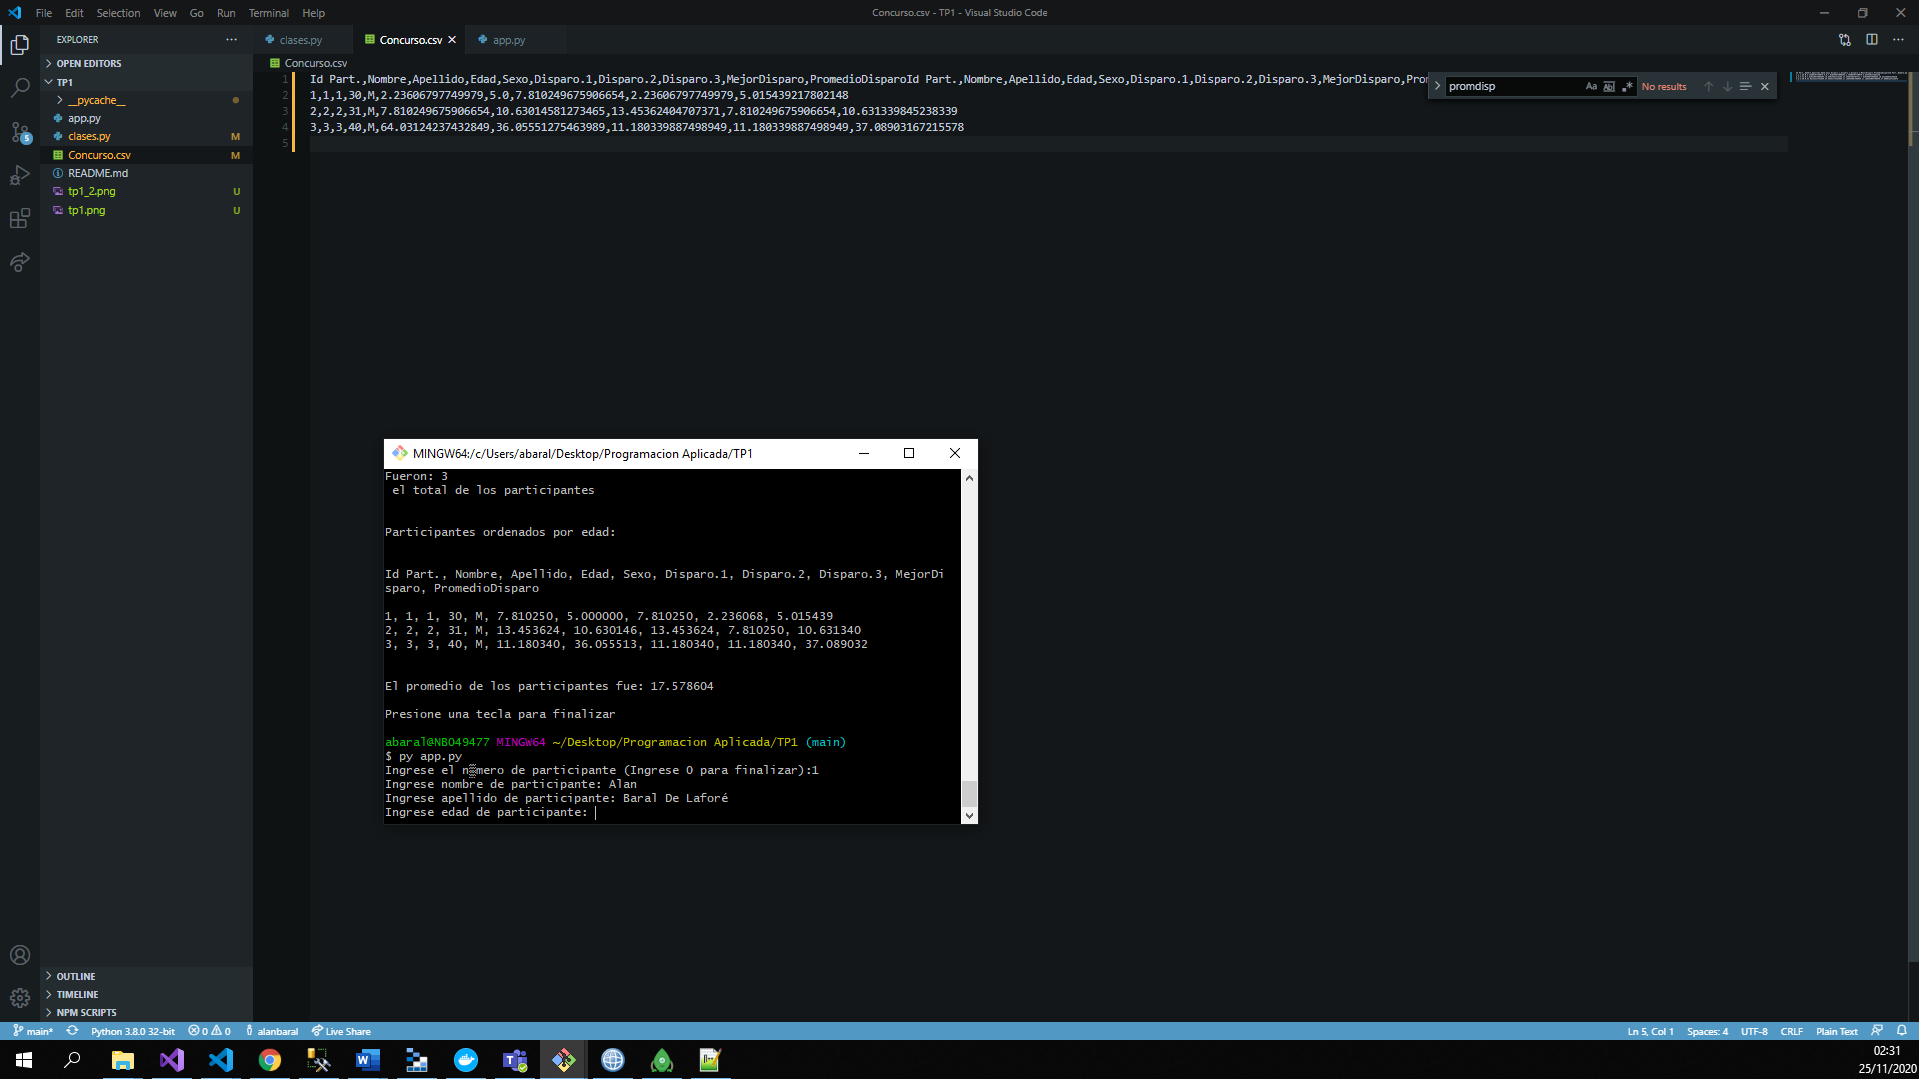 File Edit Selection View Go Run Terminal Help
Concurso.csv - TP1 - Visual Studio Code
EXPLORER
OPEN EDITORS
TP1
__pycache__
app.py
clases.py M
Concurso.csv M
README.md
tp1_2.png U
tp1.png U
OUTLINE
TIMELINE
NPM SCRIPTS
clases.py
Concurso.csv
app.py
Concurso.csv
1 Id Part.,Nombre,Apellido,Edad,Sexo,Disparo.1,Disparo.2,Disparo.3,MejorDisparo,PromedioDisparoId Part.,Nombre,Apellido,Edad,Sexo,Disparo.1,Disparo.2,Disparo.3,MejorDisparo,Pro
2 1,1,1,30,M,2.23606797749979,5.0,7.810249675906654,2.23606797749979,5.015439217802148
3 2,2,2,31,M,7.810249675906654,10.63014581273465,13.45362404707371,7.810249675906654,10.631339845238339
4 3,3,3,40,M,64.03124237432849,36.05551275463989,11.180339887498949,11.180339887498949,37.08903167215578
5
promdisp
Aa Ab .*
No results
MINGW64:/c/Users/abaral/Desktop/Programacion Aplicada/TP1
Fueron: 3
el total de los participantes
Participantes ordenados por edad:
Id Part., Nombre, Apellido, Edad, Sexo, Disparo.1, Disparo.2, Disparo.3, MejorDi
sparo, PromedioDisparo
1, 1, 1, 30, M, 7.810250, 5.000000, 7.810250, 2.236068, 5.015439
2, 2, 2, 31, M, 13.453624, 10.630146, 13.453624, 7.810250, 10.631340
3, 3, 3, 40, M, 11.180340, 36.055513, 11.180340, 11.180340, 37.089032
El promedio de los participantes fue: 17.578604
Presione una tecla para finalizar
abaral@NB049477 MINGW64 ~/Desktop/Programacion Aplicada/TP1 (main)
$ py app.py
Ingrese el número de participante (Ingrese 0 para finalizar):1
Ingrese nombre de participante: Alan
Ingrese apellido de participante: Baral De Laforé
Ingrese edad de participante:
5
main* Python 3.8.0 32-bit 0 0 alanbaral Live Share
Ln 5, Col 1 Spaces: 4 UTF-8 CRLF Plain Text
02:31
25/11/2020